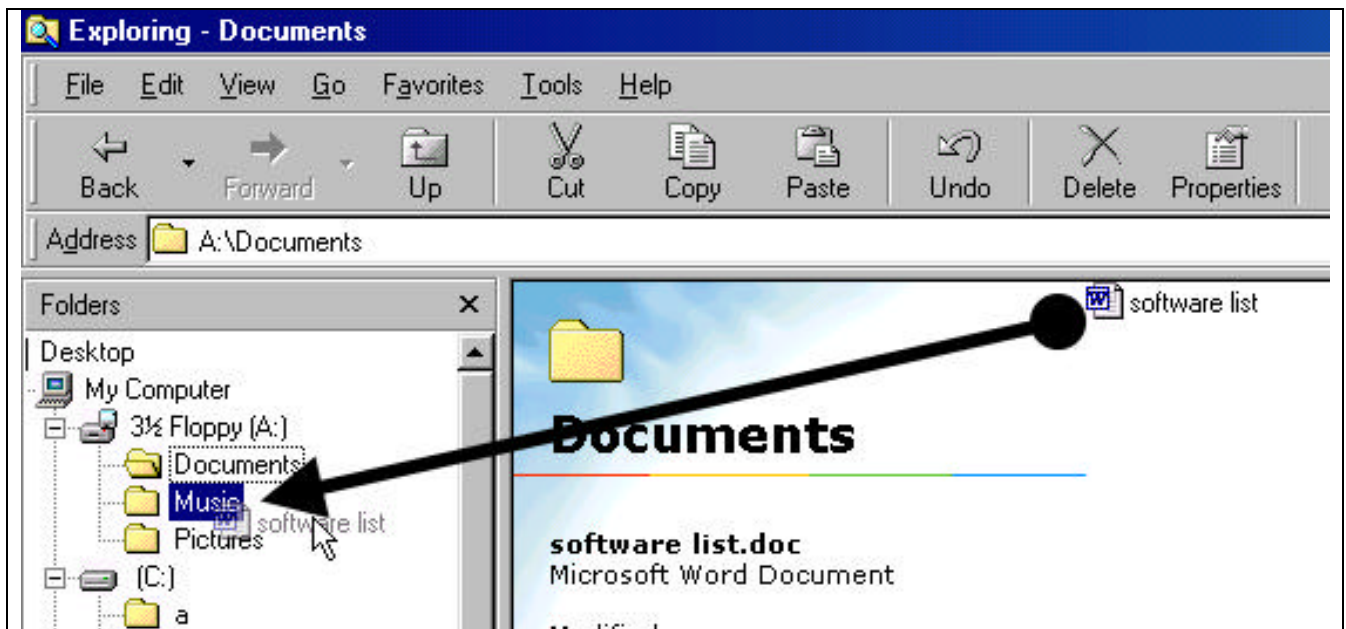 Exploring - Documents
File Edit View Go Favorites Tools Help
Back Forward Up Cut Copy Paste Undo Delete Properties
Address A:\Documents
Folders
Desktop
My Computer
3½ Floppy (A:)
Documents
Music
Pictures
(C:)
a
software list
software list
Documents
software list.doc
Microsoft Word Document